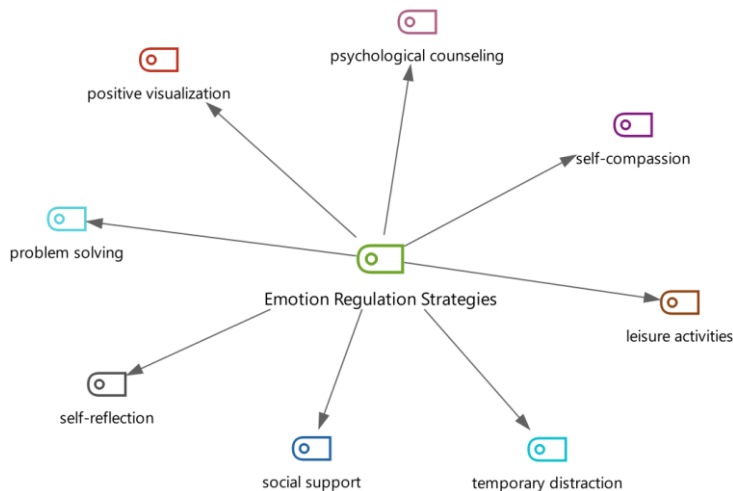 psychological counseling
positive visualization
self-compassion
problem solving
Emotion Regulation Strategies
leisure activities
self-reflection
social support
temporary distraction